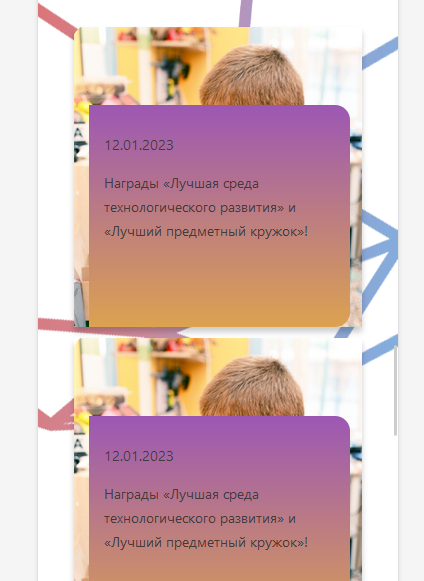 12.01.2023
Награды «Лучшая среда
технологического развития» и
«Лучший предметный кружок»!
12.01.2023
Награды «Лучшая среда
технологического развития» и
«Лучший предметный кружок»!